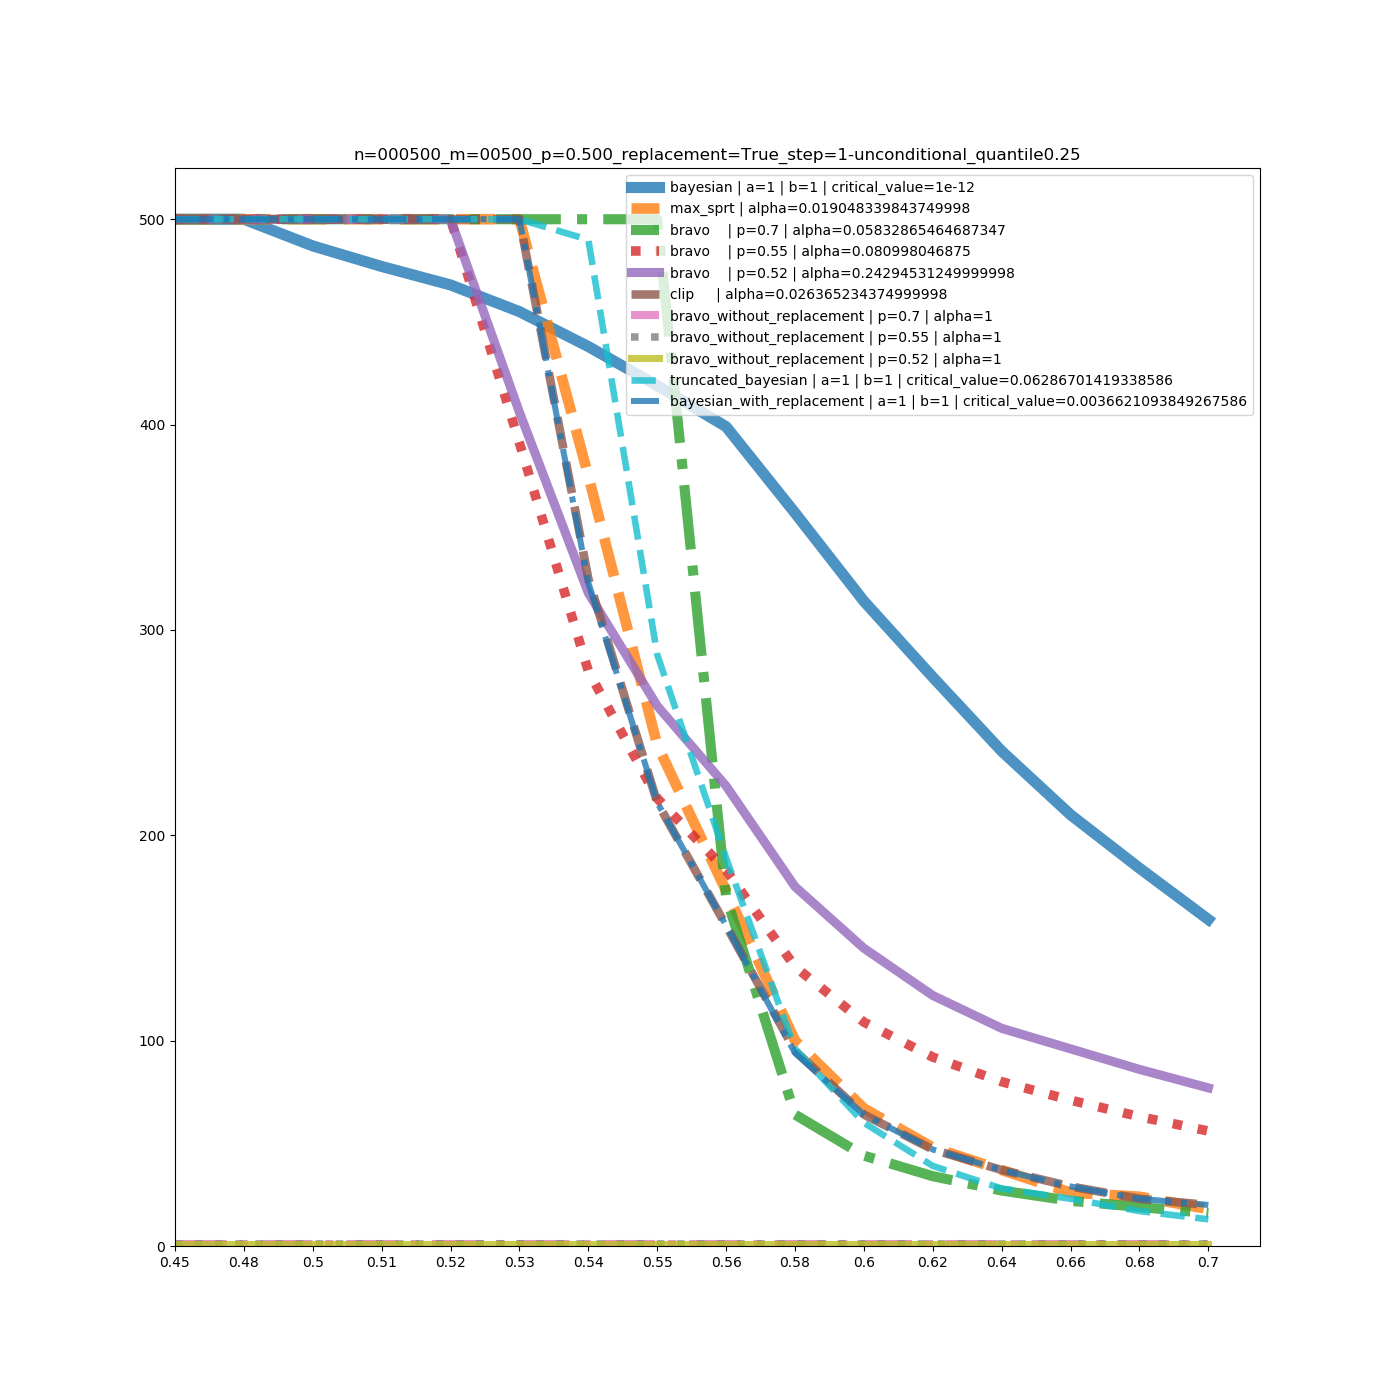 n=000500_m=00500_p=0.500_replacement=True_step=1-unconditional_quantile0.25
bayesian | a=1 | b=1 | critical_value=1e-12
max_sprt | alpha=0.019048339843749998
bravo | p=0.7 | alpha=0.05832865464687347
bravo | p=0.55 | alpha=0.080998046875
bravo | p=0.52 | alpha=0.24294531249999998
clip | alpha=0.026365234374999998
bravo_without_replacement | p=0.7 | alpha=1
bravo_without_replacement | p=0.55 | alpha=1
bravo_without_replacement | p=0.52 | alpha=1
truncated_bayesian | a=1 | b=1 | critical_value=0.06286701419338586
bayesian_with_replacement | a=1 | b=1 | critical_value=0.0036621093849267586
500
400
300
200
100
0
0.45 0.48 0.5 0.51 0.52 0.53 0.54 0.55 0.56 0.58 0.6 0.62 0.64 0.66 0.68 0.7